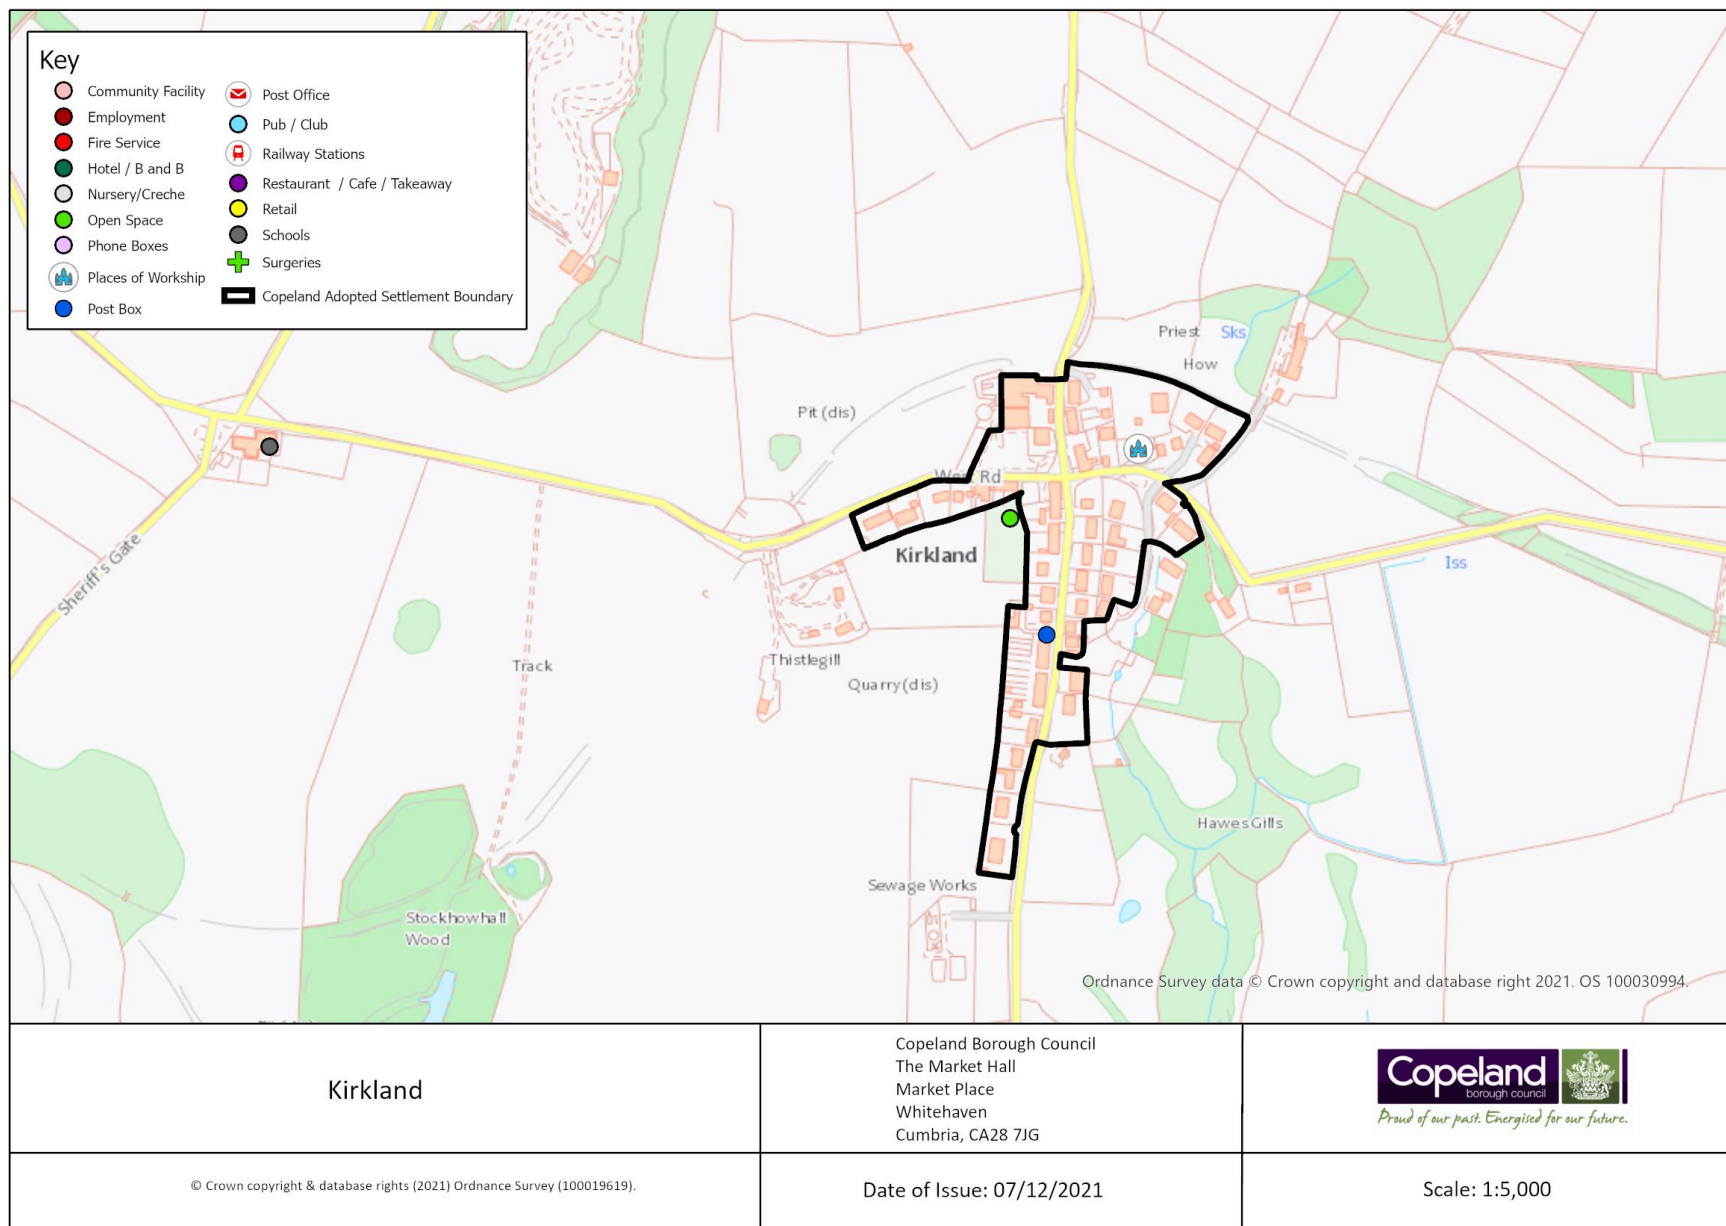 Key
Community Facility
Employment
Fire Service
Hotel / B and B
Nursery/Creche
Open Space
Phone Boxes
Places of Workship
Post Box
Post Office
Pub / Club
Railway Stations
Restaurant / Cafe / Takeaway
Retail
Schools
Surgeries
Copeland Adopted Settlement Boundary
Priest
Sks
How
Pit (dis)
West Rd
Kirkland
Iss
Sheriff's Gate
Track
Thistlegill
Quarry(dis)
Hawes Gills
Sewage Works
Stockhowhall
Wood
Ordnance Survey data © Crown copyright and database right 2021. OS 100030994.
Kirkland
Copeland Borough Council
The Market Hall
Market Place
Whitehaven
Cumbria, CA28 7JG
Copeland
borough council
Proud of our past. Energised for our future.
© Crown copyright & database rights (2021) Ordnance Survey (100019619).
Date of Issue: 07/12/2021
Scale: 1:5,000